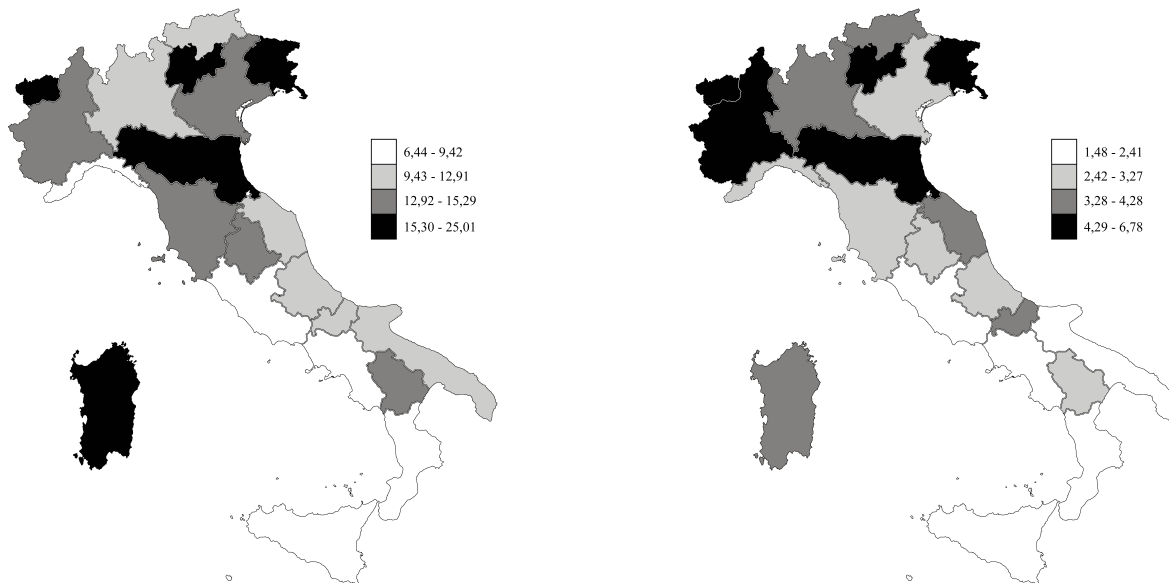 6,44 - 9,42
9,43 - 12,91
12,92 - 15,29
15,30 - 25,01
1,48 - 2,41
2,42 - 3,27
3,28 - 4,28
4,29 - 6,78